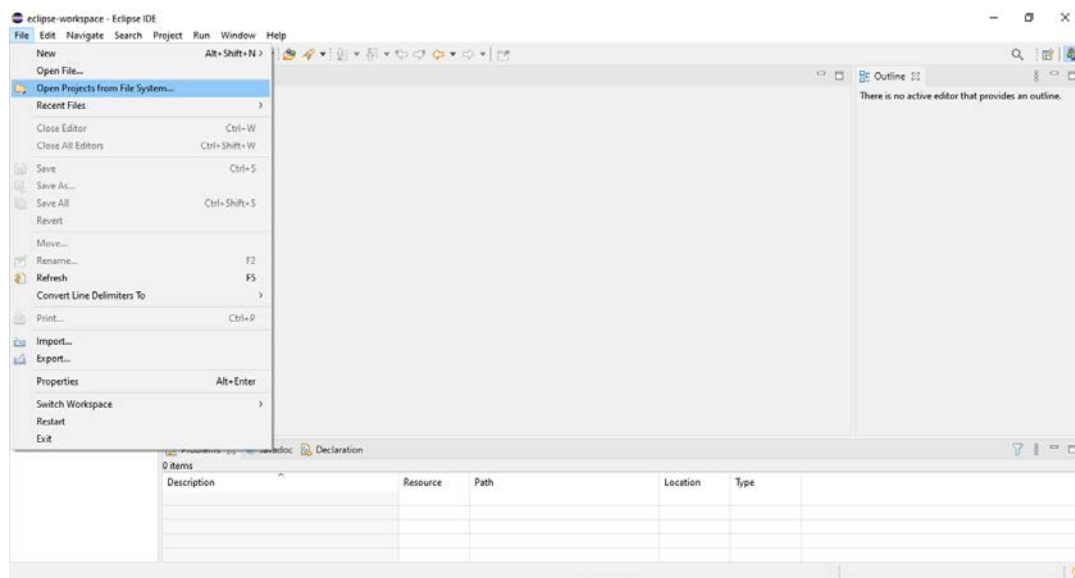 eclipse-workspace - Eclipse IDE
File Edit Navigate Search Project Run Window Help
New Alt+Shift+N >
Open File...
Open Projects from File System...
Recent Files >
Close Editor Ctrl+W
Close All Editors Ctrl+Shift+W
Save Ctrl+S
Save As...
Save All Ctrl+Shift+S
Revert
Move...
Rename... F2
Refresh F5
Convert Line Delimiters To >
Print... Ctrl+P
Import...
Export...
Properties Alt+Enter
Switch Workspace >
Restart
Exit
Outline
There is no active editor that provides an outline.
Problems Javadoc Declaration
0 items
Description Resource Path Location Type